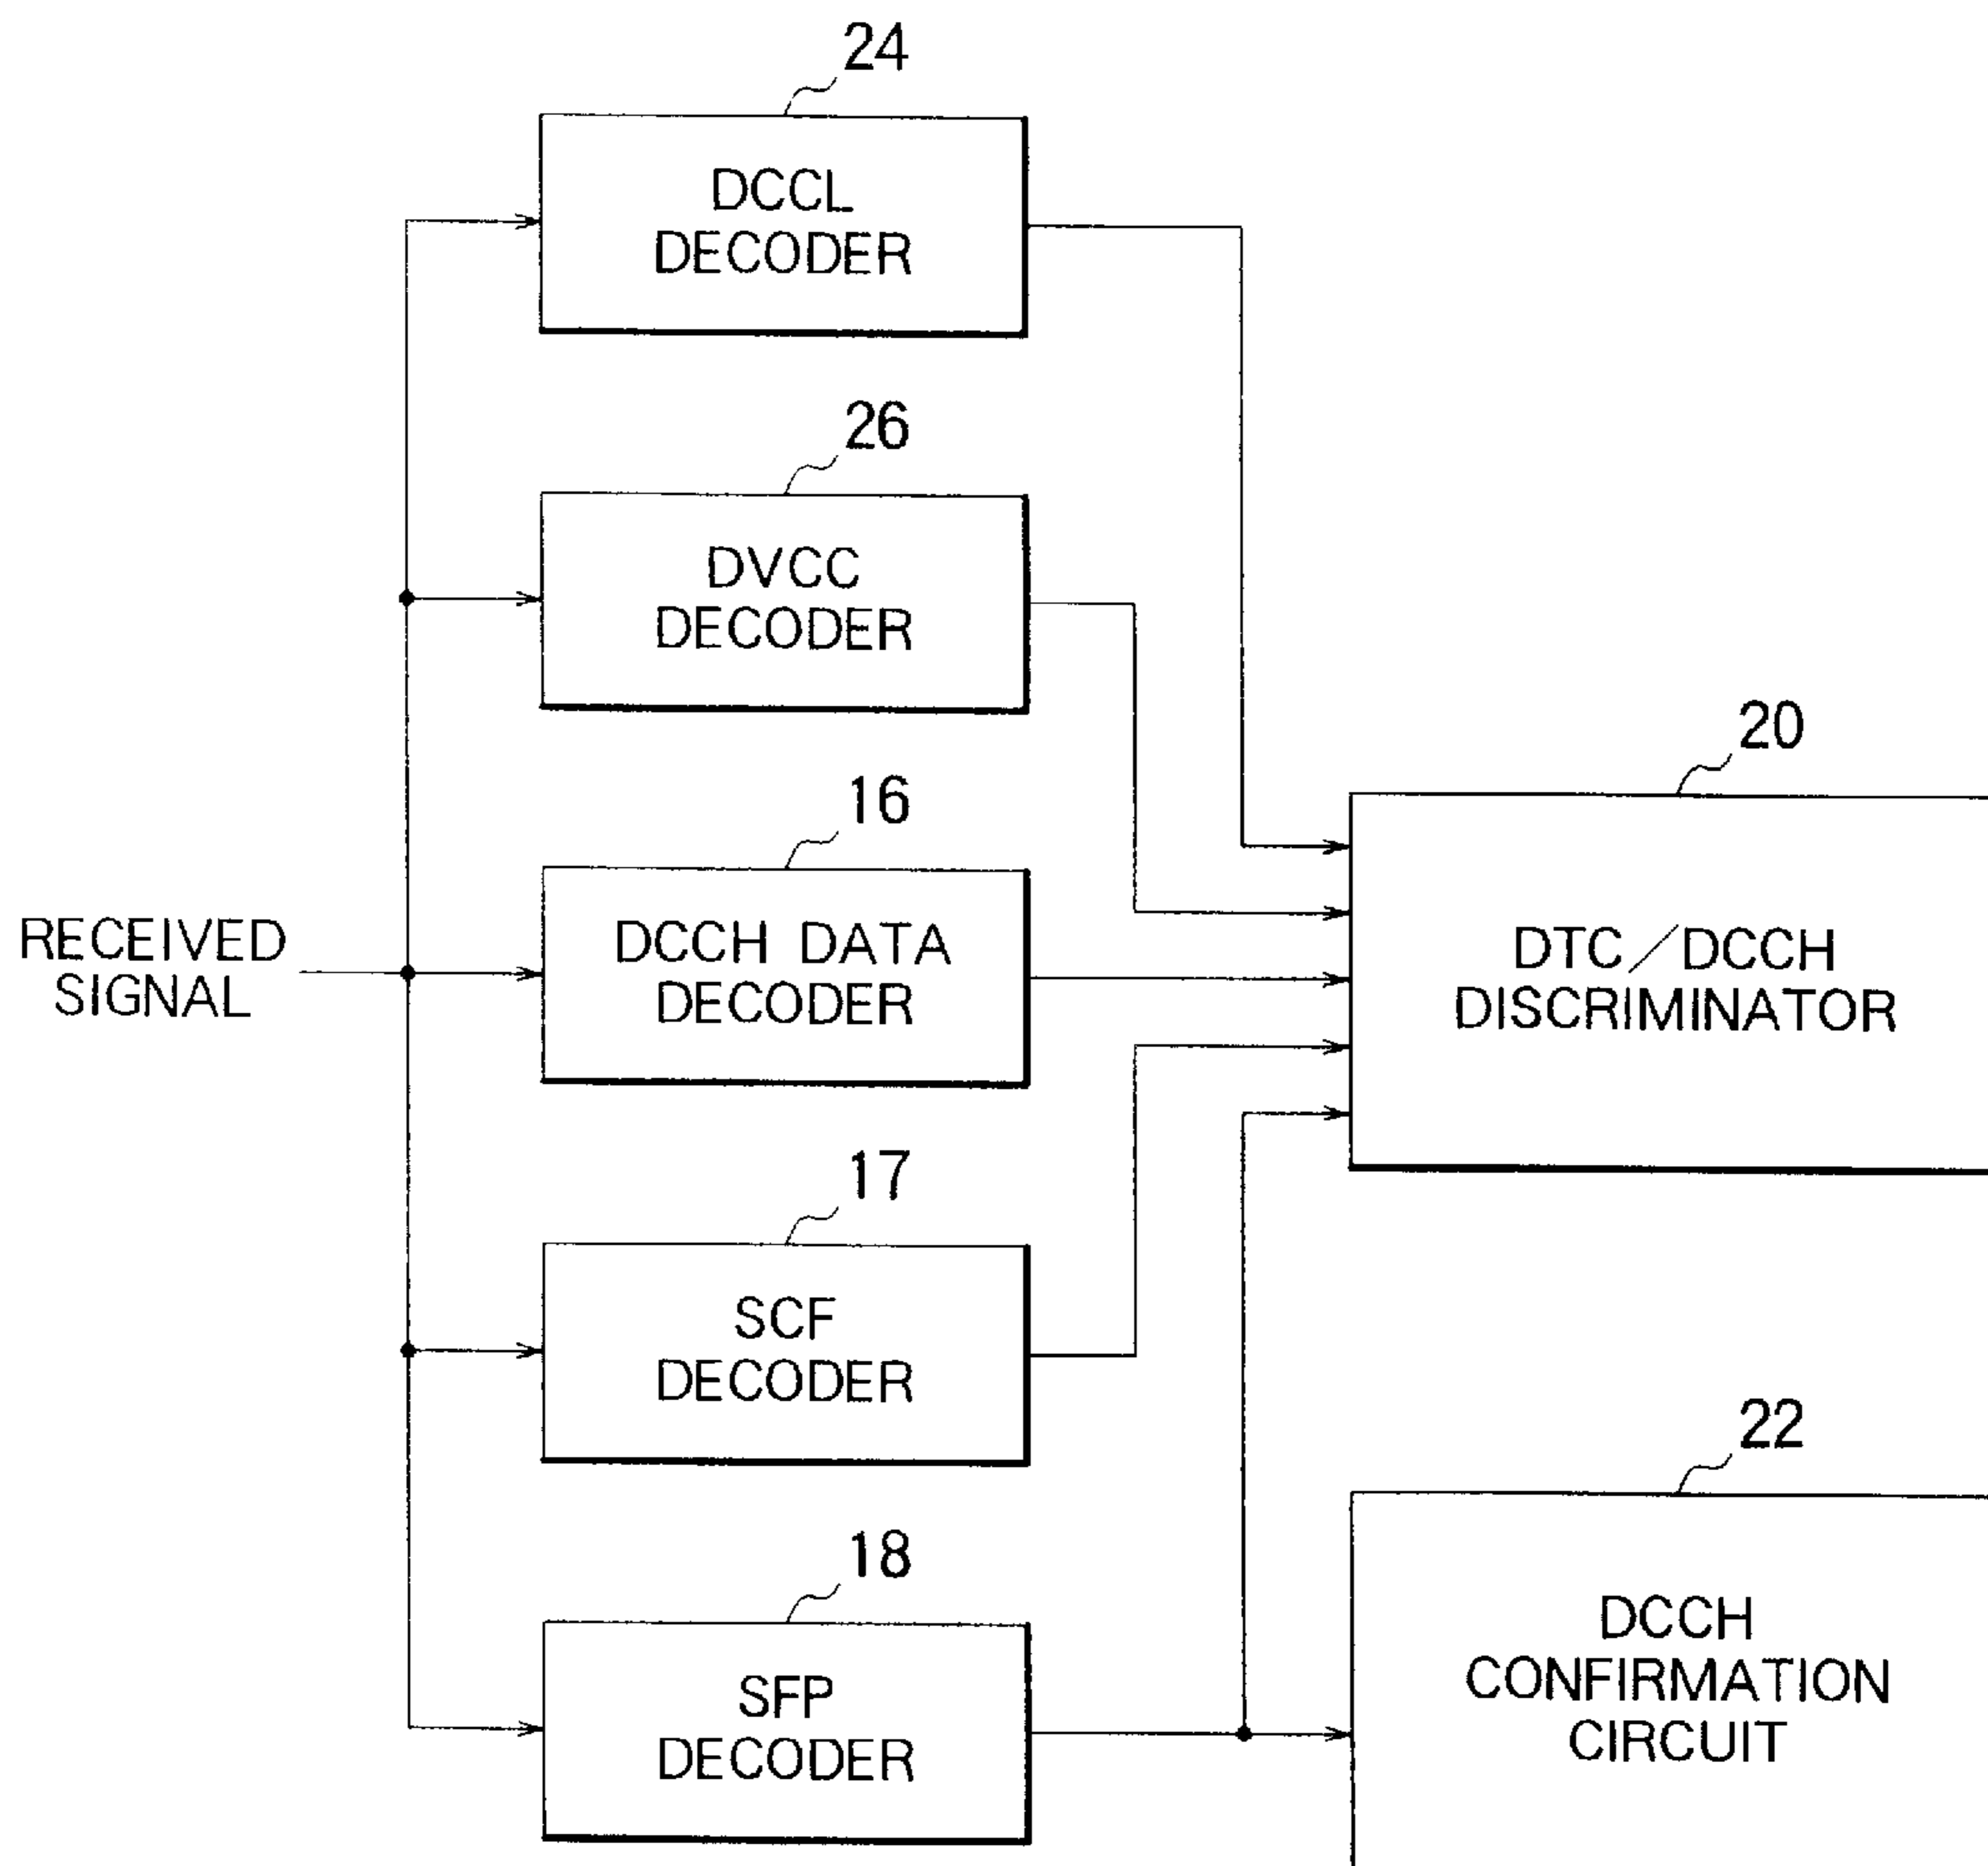 24
DCCL
DECODER
26
DVCC
DECODER
20
16
RECEIVED
SIGNAL
DCCH DATA
DECODER
DTC/DCCH
DISCRIMINATOR
17
SCF
DECODER
22
18
SFP
DECODER
DCCH
CONFIRMATION
CIRCUIT